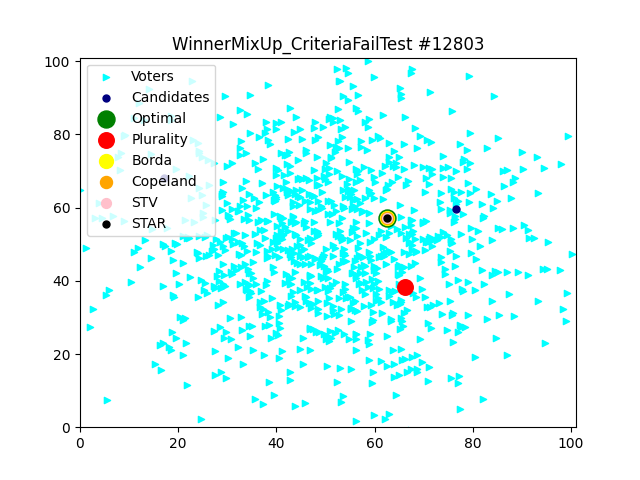 WinnerMixUp_CriteriaFailTest #12803
100
80
60
40
20
0
0
20
40
60
80
100
Voters
Candidates
Optimal
Plurality
Borda
Copeland
STV
STAR